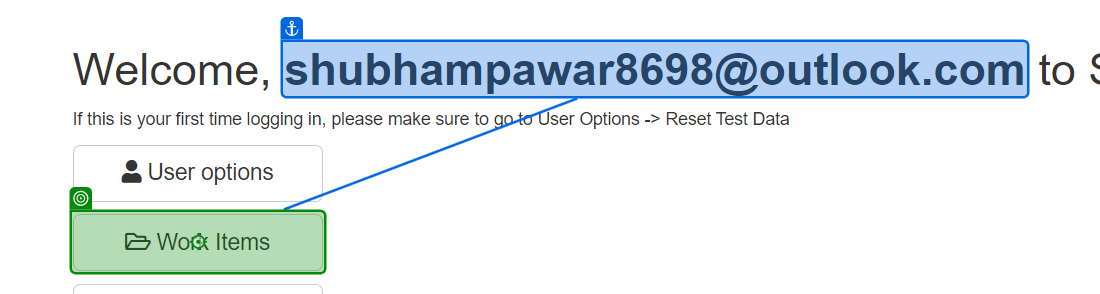 Welcome, shubhampawar8698@outlook.com to
If this is your first time logging in, please make sure to go to User Options -> Reset Test Data
User options
Work Items